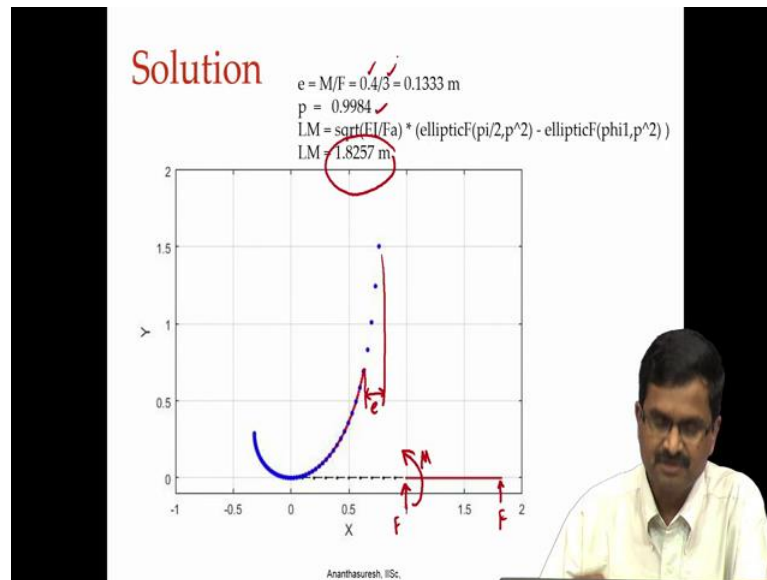 Solution
e = M/F = 0.4/3 = 0.1333 m
p = 0.9984
LM = sqrt(EI/Fa) * (ellipticF(pi/2,p^2) - ellipticF(phi1,p^2) )
LM = 1.8257 m
2
1.5
1
0.5
0
Y
e
M
F
F
-1 -0.5 0 0.5 1 1.5 2
X
Ananthasuresh, IISc,